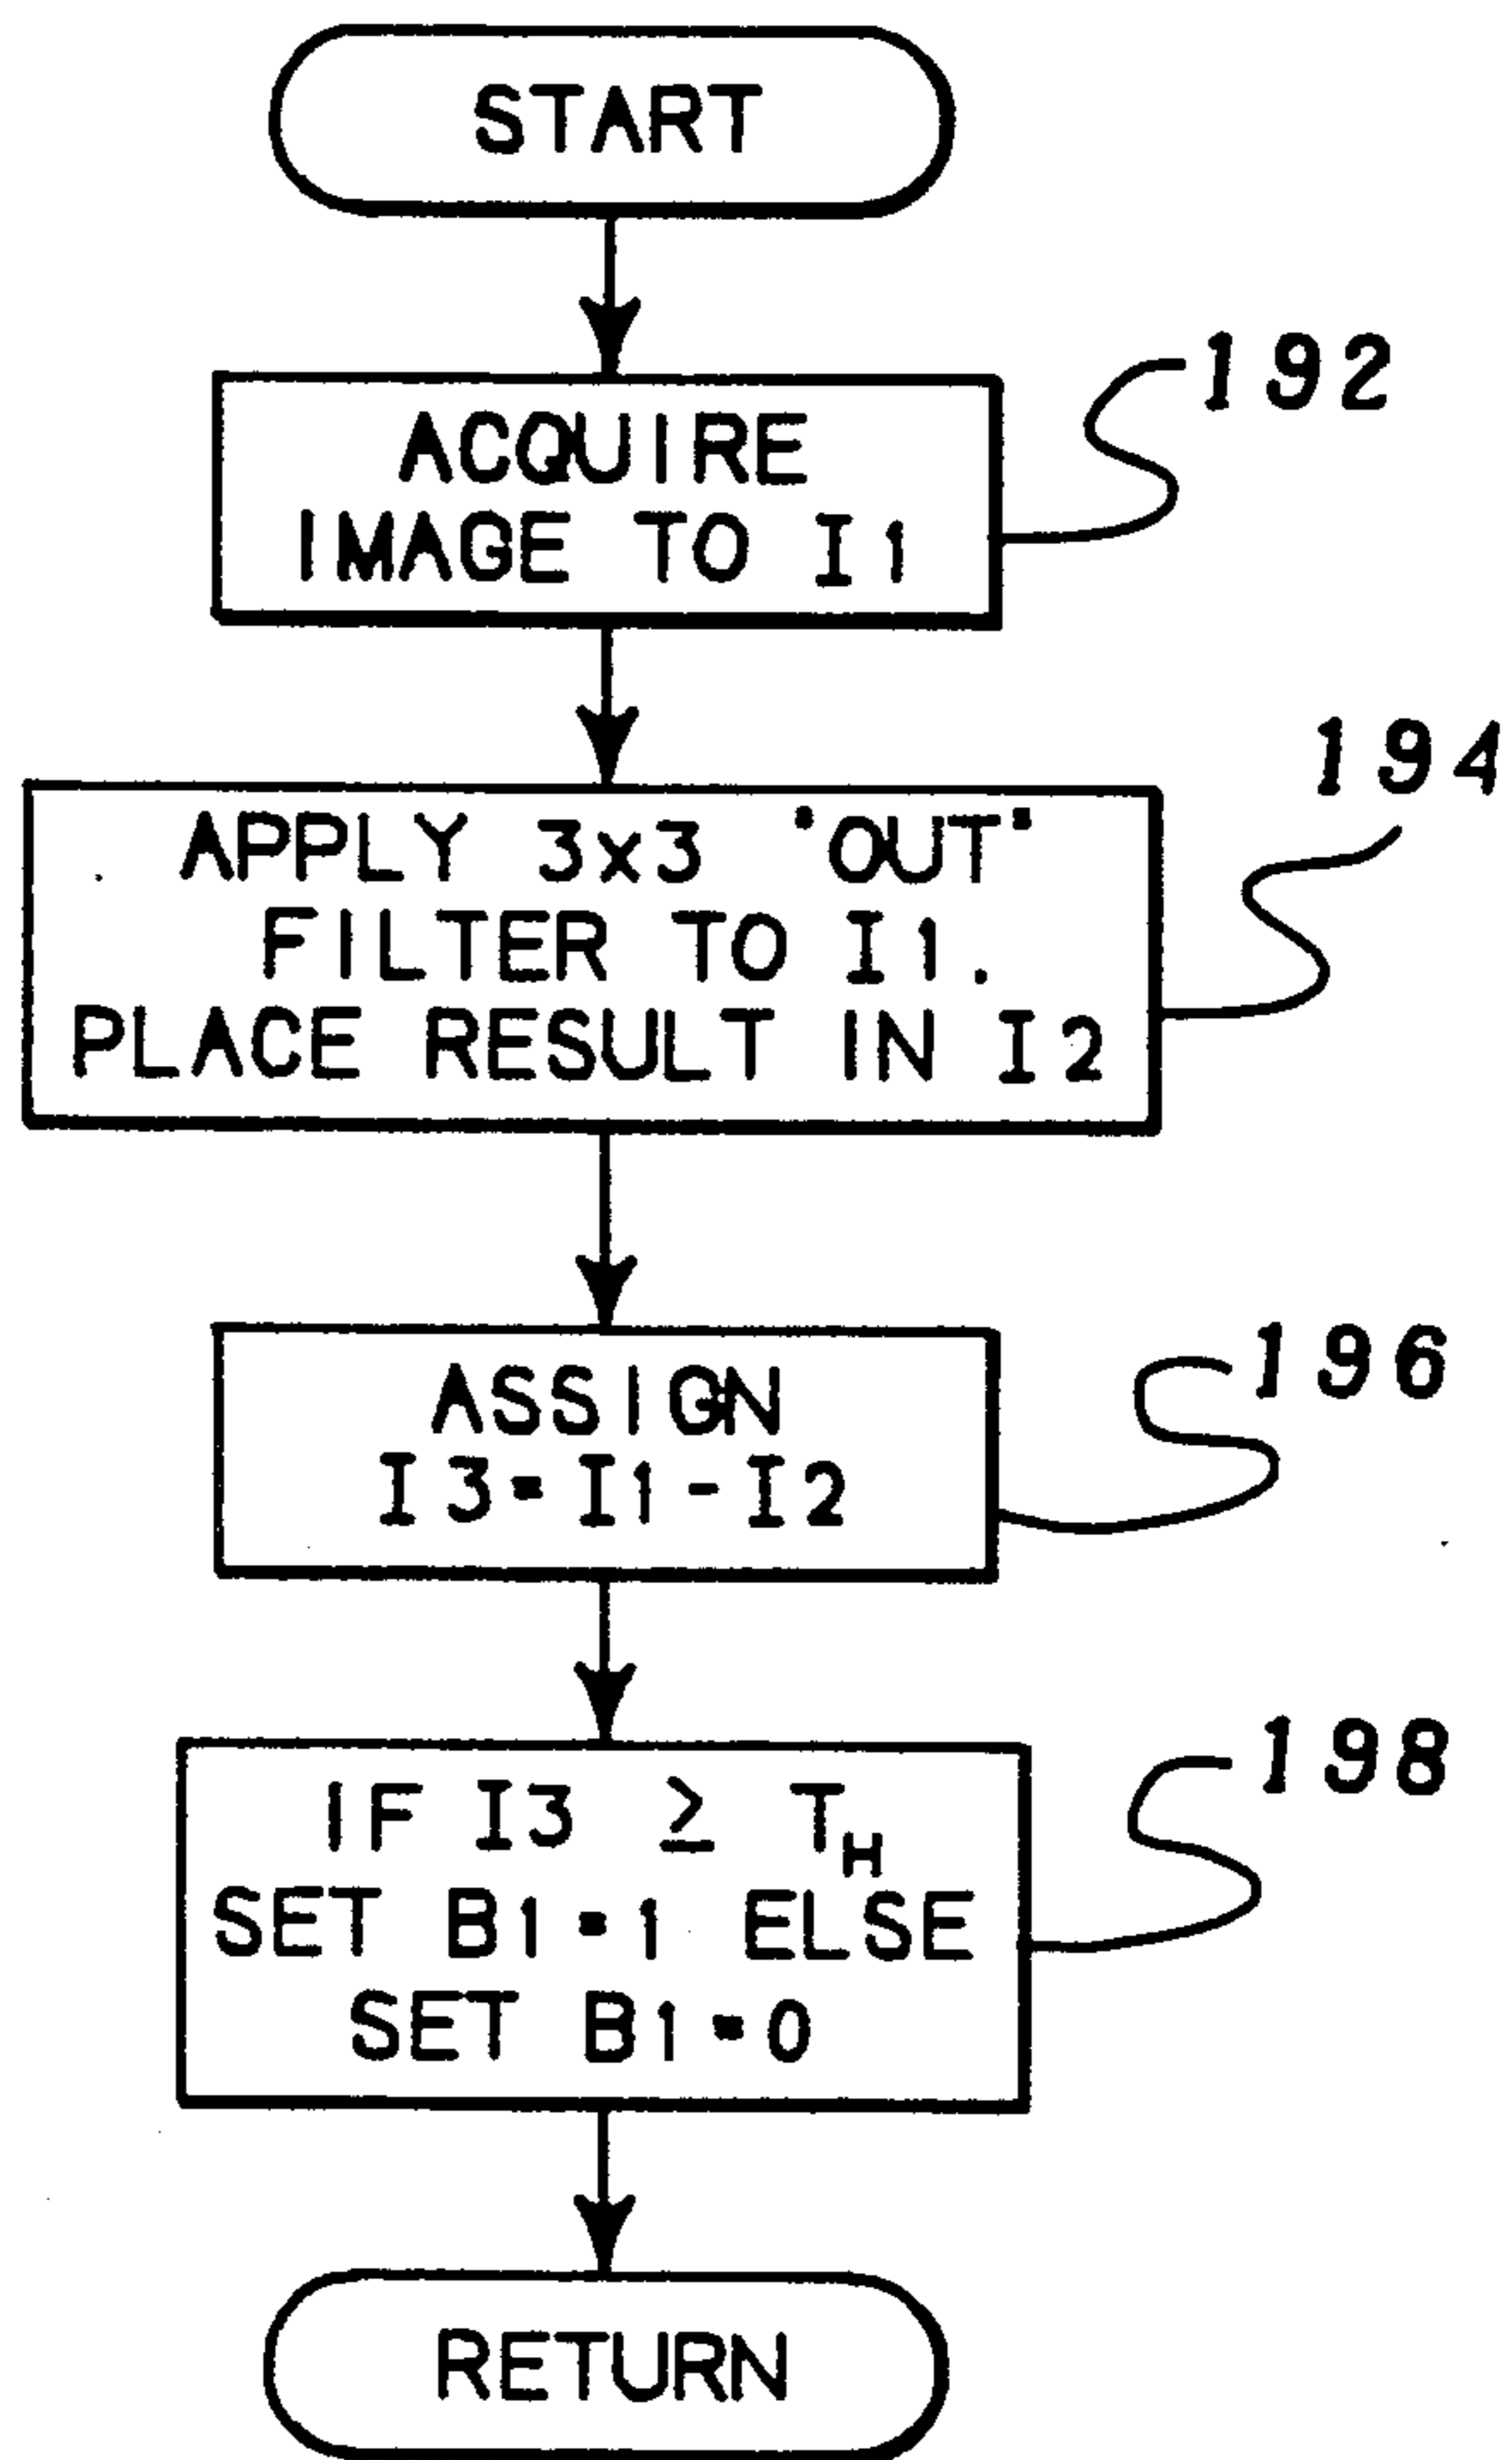 START
192
ACQUIRE
IMAGE TO I1
194
APPLY 3x3 "OUT"
FILTER TO I1.
PLACE RESULT IN I2
196
ASSIGN
I3=I1-I2
198
IF I3 ≥ TH
SET B1=1 ELSE
SET B1=0
RETURN